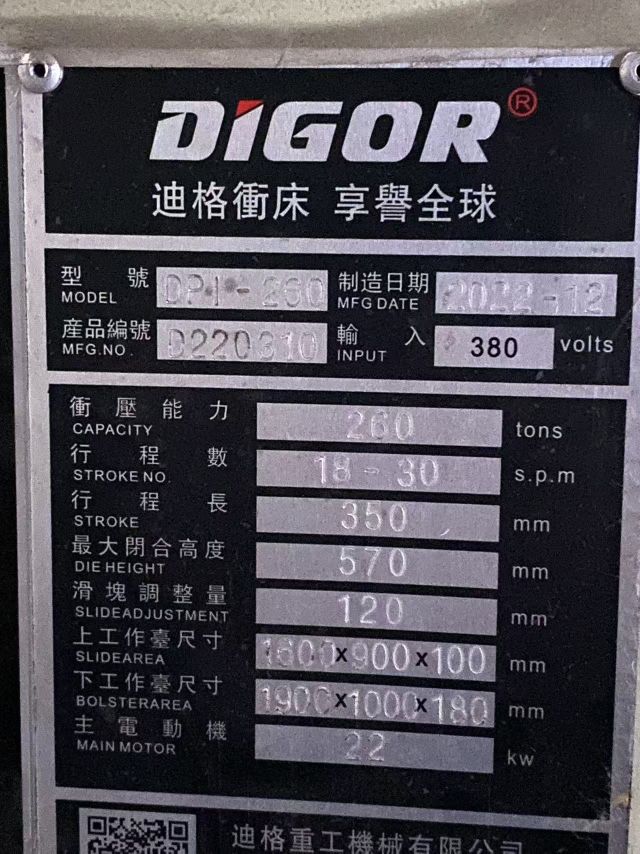 DIGOR®
迪格衝床 享譽全球
型號 DPI-260 制造日期 2022-12
MODEL MFG DATE
産品編號 D220310 輸入 380 volts
MFG.NO. INPUT
衝壓能力 260 tons
CAPACITY
行程數 18-30 s.p.m
STROKE NO.
行程長 350 mm
STROKE
最大閉合高度 570 mm
DIE HEIGHT
滑塊調整量 120 mm
SLIDEADJUSTMENT
上工作臺尺寸 1600x900x100 mm
SLIDEAREA
下工作臺尺寸 1900x1000x180 mm
BOLSTERAREA
主電動機 22 kw
MAIN MOTOR
迪格重工機械有限公司